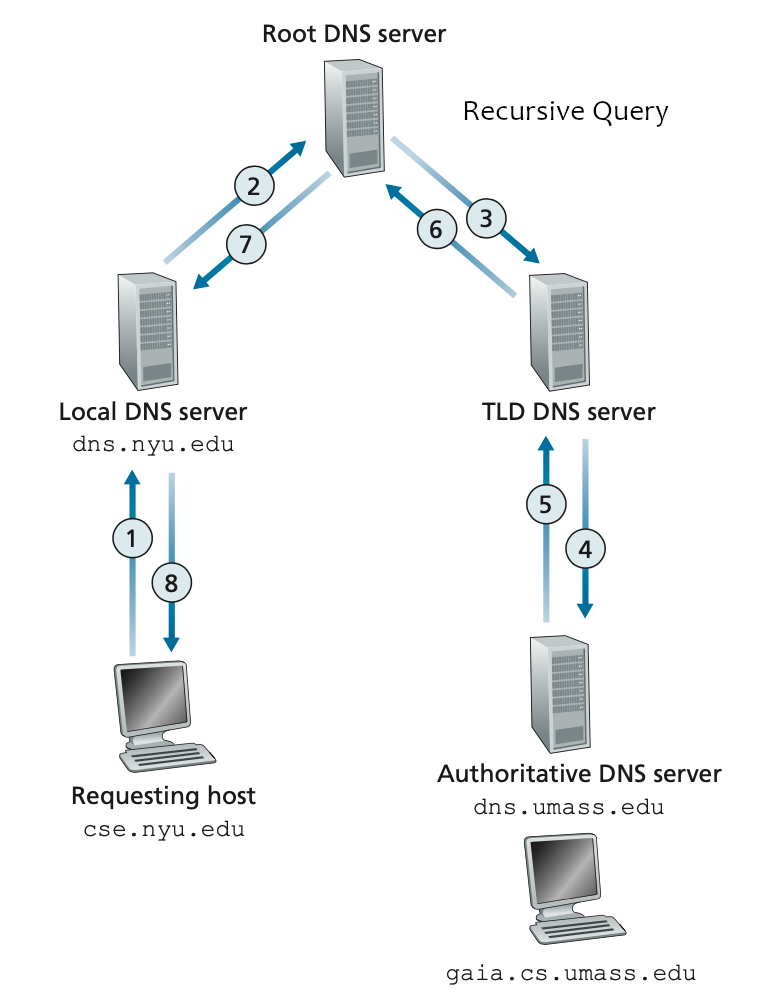 Root DNS server
Recursive Query
2
3
7
6
Local DNS server
dns.nyu.edu
TLD DNS server
1
8
5
4
Requesting host
cse.nyu.edu
Authoritative DNS server
dns.umass.edu
gaia.cs.umass.edu